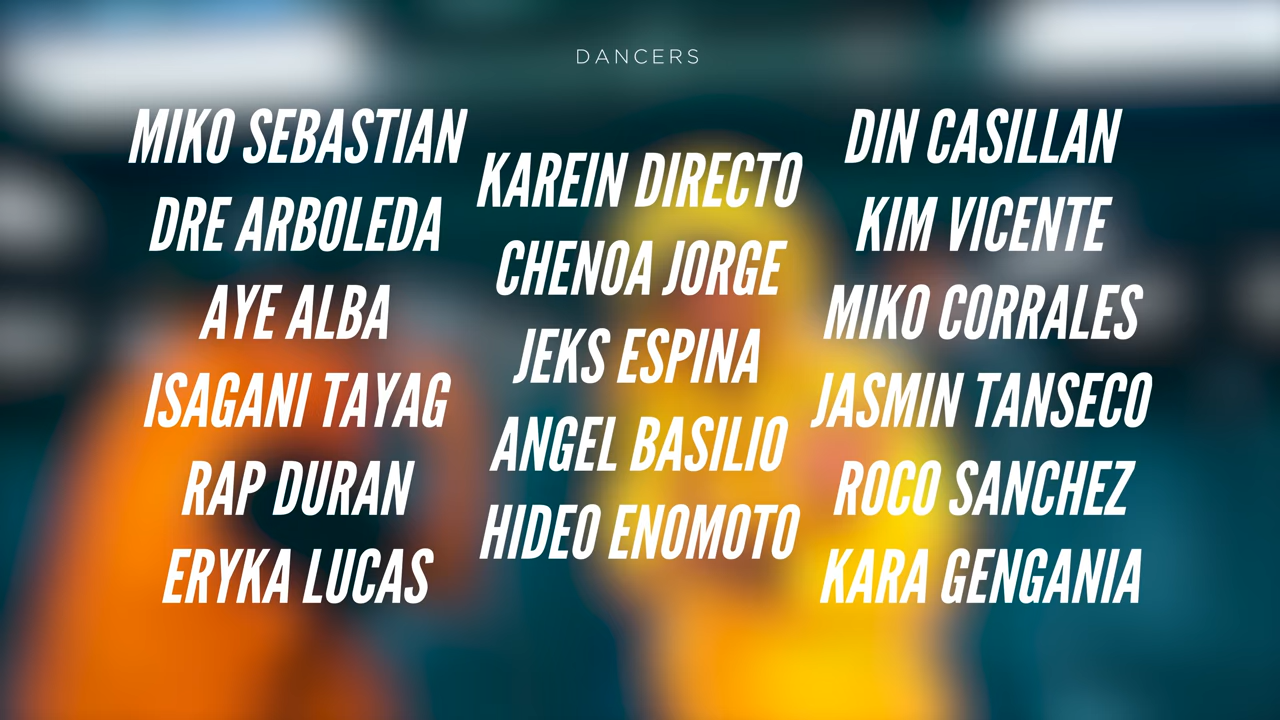 DANCERS
MIKO SEBASTIAN
DRE ARBOLEDA
AYE ALBA
ISAGANI TAYAG
RAP DURAN
ERYKA LUCAS
KAREIN DIRECTO
CHENOA JORGE
JEKS ESPINA
ANGEL BASILIO
HIDEO ENOMOTO
DIN CASILLAN
KIM VICENTE
MIKO CORRALES
JASMIN TANSECO
ROCO SANCHEZ
KARA GENGANIA